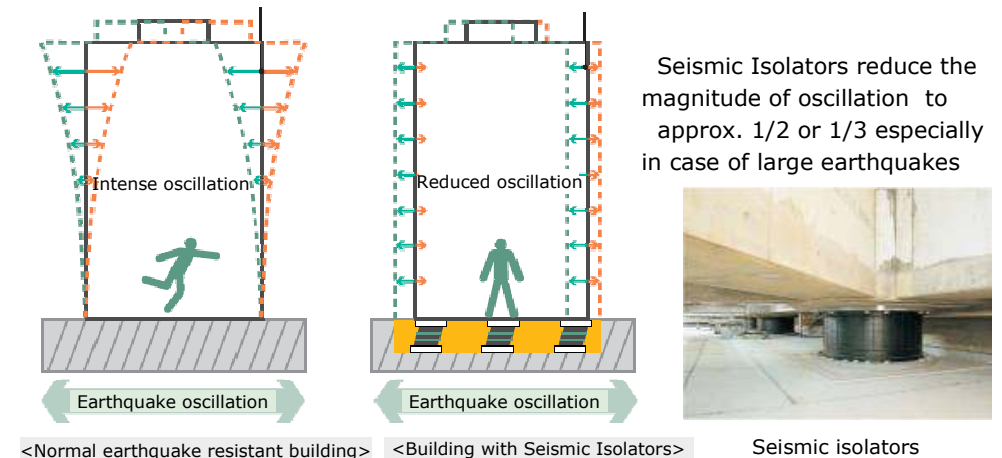 Intense oscillation
Earthquake oscillation
<Normal earthquake resistant building>
Reduced oscillation
Earthquake oscillation
<Building with Seismic Isolators>
Seismic Isolators reduce the
magnitude of oscillation  to
approx. 1/2 or 1/3 especially
in case of large earthquakes
Seismic isolators